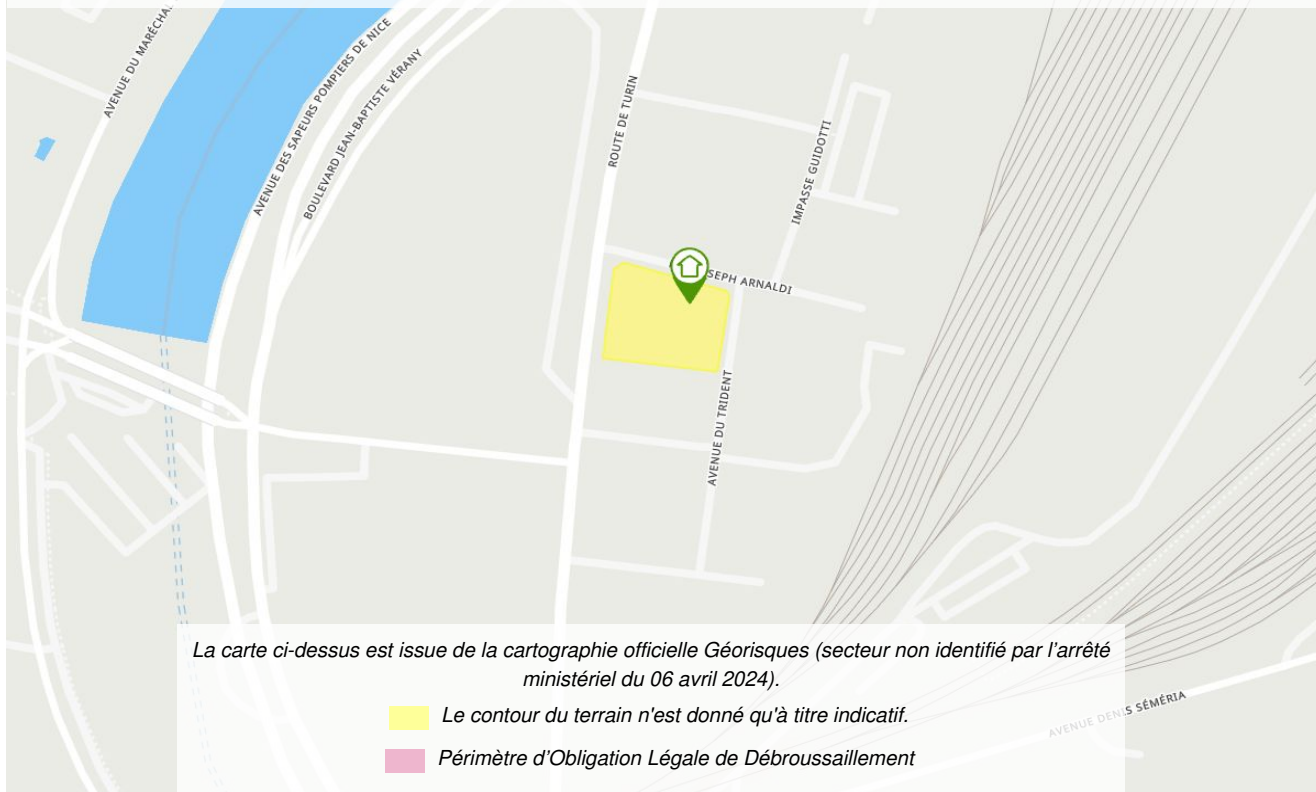 AVENUE DU MARÉCHA
AVENUE DES SAPEURS POMPIERS DE NICE
BOULEVARD JEAN-BAPTISTE VÉRANY
ROUTE DE TURIN
IMPASSE GUIDOTTI
SEPH ARNALDI
AVENUE DU TRIDENT
AVENUE DENIS SÉMÉRIA
La carte ci-dessus est issue de la cartographie officielle Géorisques (secteur non identifié par l'arrêté
ministériel du 06 avril 2024).
Le contour du terrain n'est donné qu'à titre indicatif.
Périmètre d'Obligation Légale de Débroussaillement